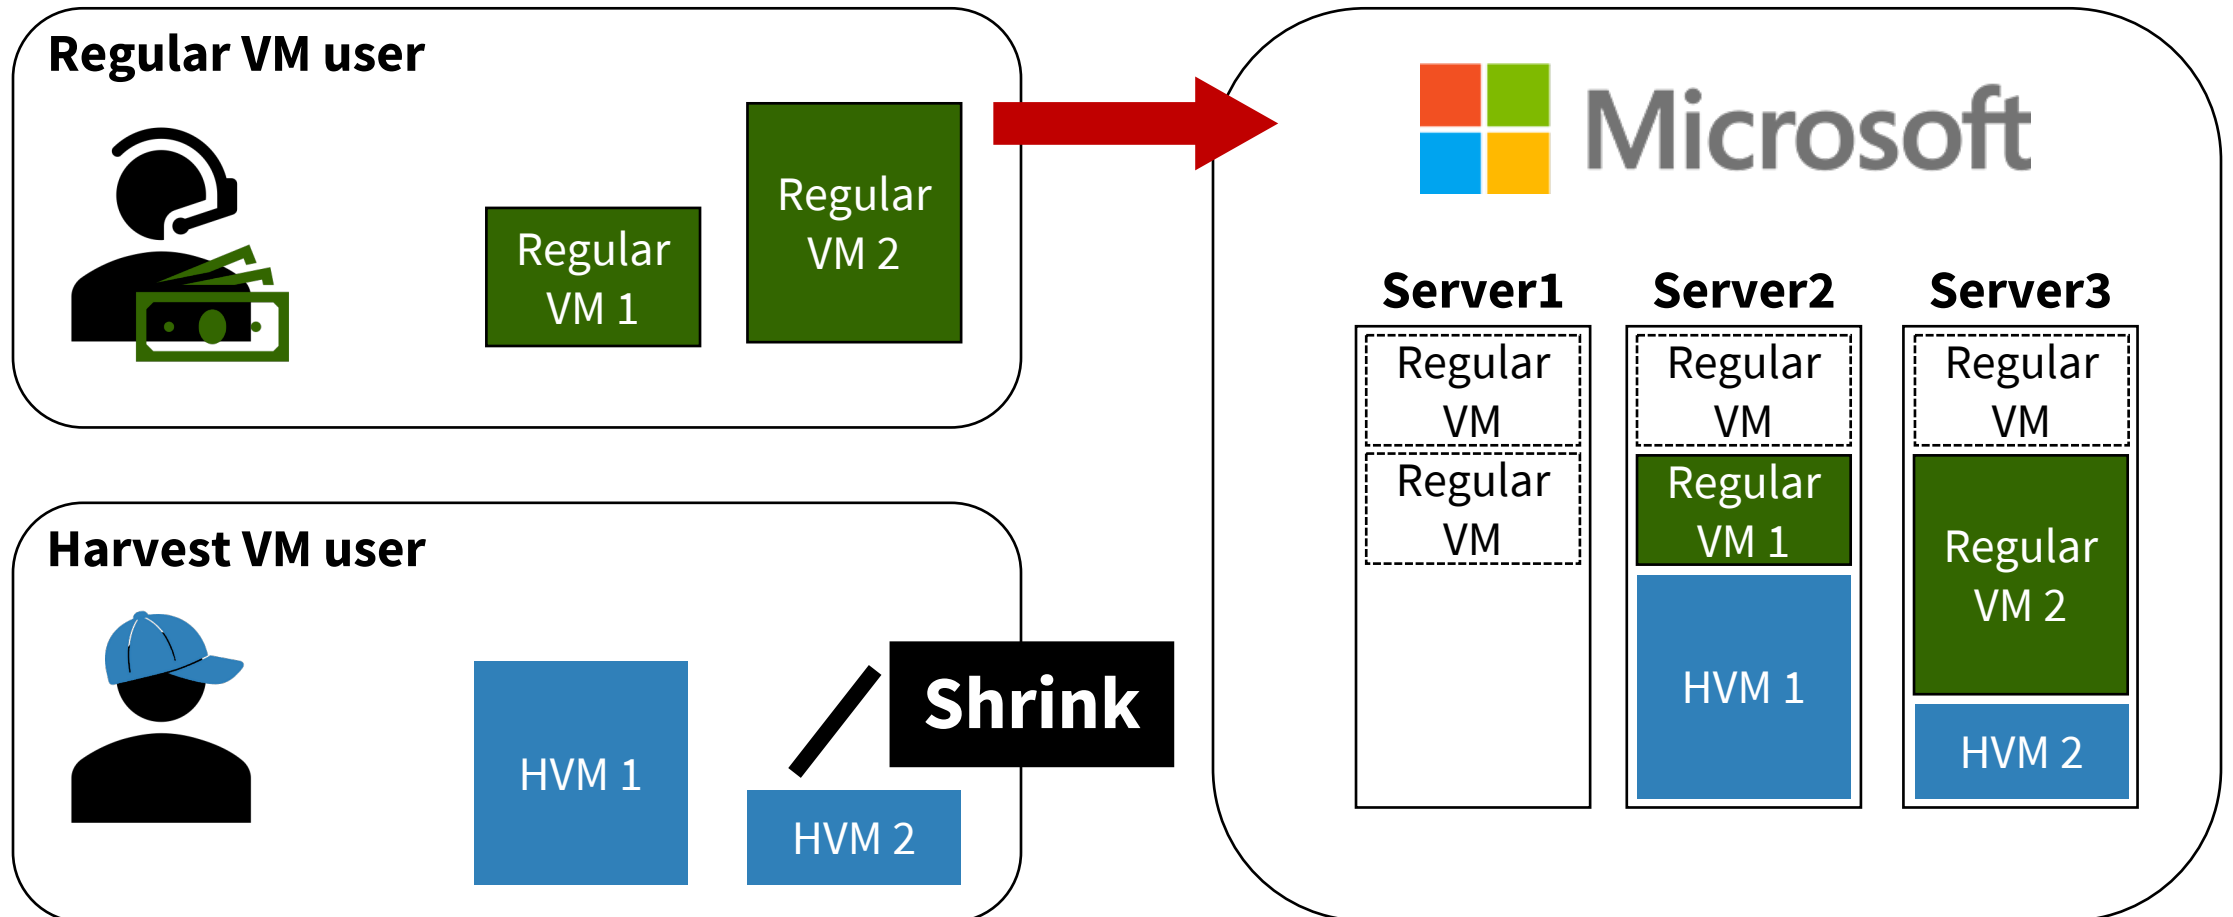 Regular VM user
Regular
VM 1
Regular
VM 2
Harvest VM user
HVM 1
HVM 2
Shrink
Microsoft
Server1
Regular
VM
Regular
VM
Server2
Regular
VM
Regular
VM 1
HVM 1
Server3
Regular
VM
Regular
VM 2
HVM 2